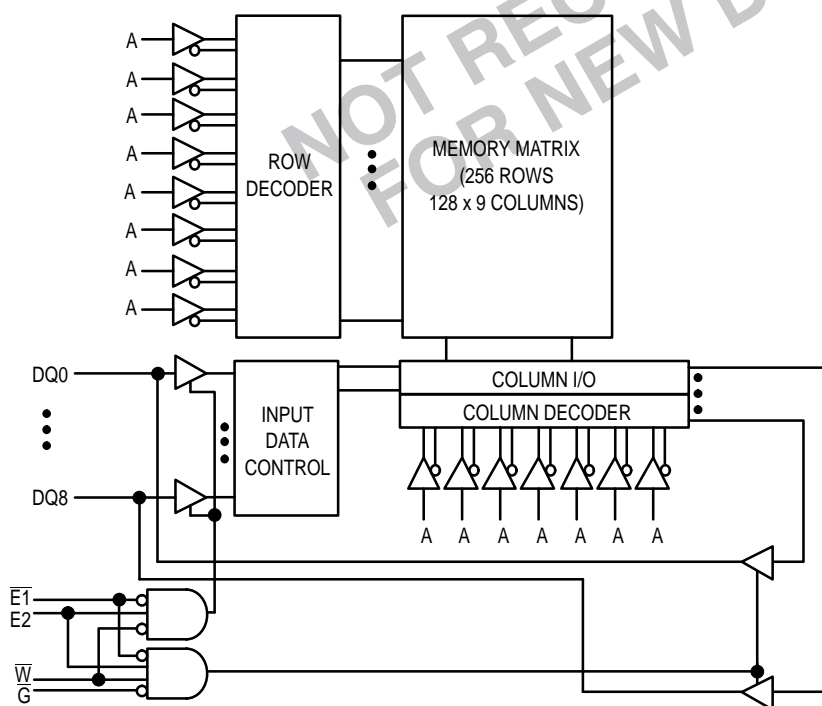 NOT REC
FOR NEW D
A
A
A
A
A
A
A
A
ROW
DECODER
MEMORY MATRIX
(256 ROWS
128 x 9 COLUMNS)
DQ0
DQ8
INPUT
DATA
CONTROL
COLUMN I/O
COLUMN DECODER
A A A A A A A
E1
E2
W
G